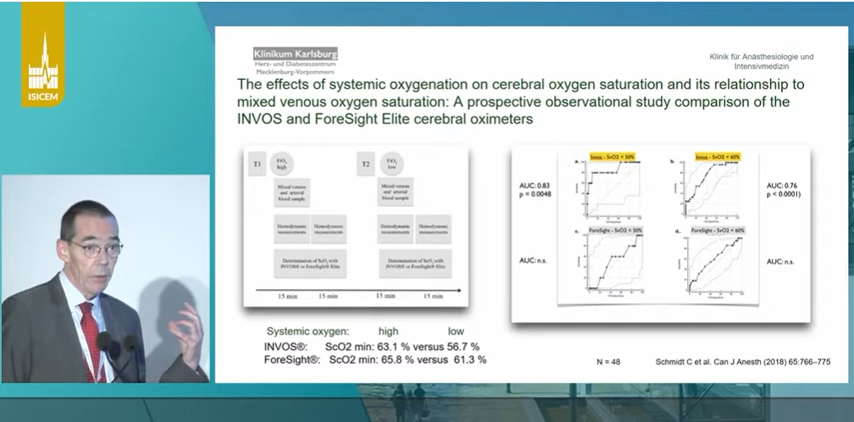 ISICEM
Klinikum Karlsburg
Herz- und Diabeteszentrum
Mecklenburg-Vorpommern
Klinik für Anästhesiologie und
Intensivmedizin
The effects of systemic oxygenation on cerebral oxygen saturation and its relationship to
mixed venous oxygen saturation: A prospective observational study comparison of the
INVOS and ForeSight Elite cerebral oximeters
T1
FiO2
high
T2
FiO2
low
Mixed venous
and arterial
blood sample
Mixed venous
and arterial
blood sample
Hemodynamic
measurements
Hemodynamic
measurements
Hemodynamic
measurements
Hemodynamic
measurements
Determination of ScO2 with
INVOS® or ForeSight® Elite
Determination of ScO2 with
INVOS® or ForeSight® Elite
15 min
15 min
15 min
15 min
a.
Invos - SvO2 < 50%
b.
Invos - SvO2 < 60%
AUC: 0.83
p = 0.0048
AUC: 0.76
p < 0.0001)
c.
ForeSight - SvO2 < 50%
d.
ForeSight - SvO2 < 60%
AUC: n.s.
AUC: n.s.
Systemic oxygen: high low
INVOS®: ScO2 min: 63.1 % versus 56.7 %
ForeSight®: ScO2 min: 65.8 % versus 61.3 %
N = 48
Schmidt C et al. Can J Anesth (2018) 65:766–775